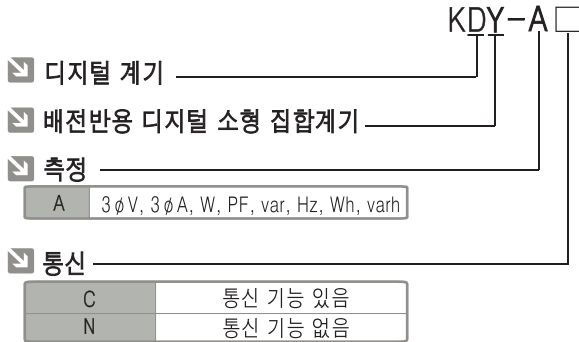 KDY-A□
디지털 계기
배전반용 디지털 소형 집합계기
측정
A 3øV, 3øA, W, PF, var, Hz, Wh, varh
통신
C 통신 기능 있음
N 통신 기능 없음